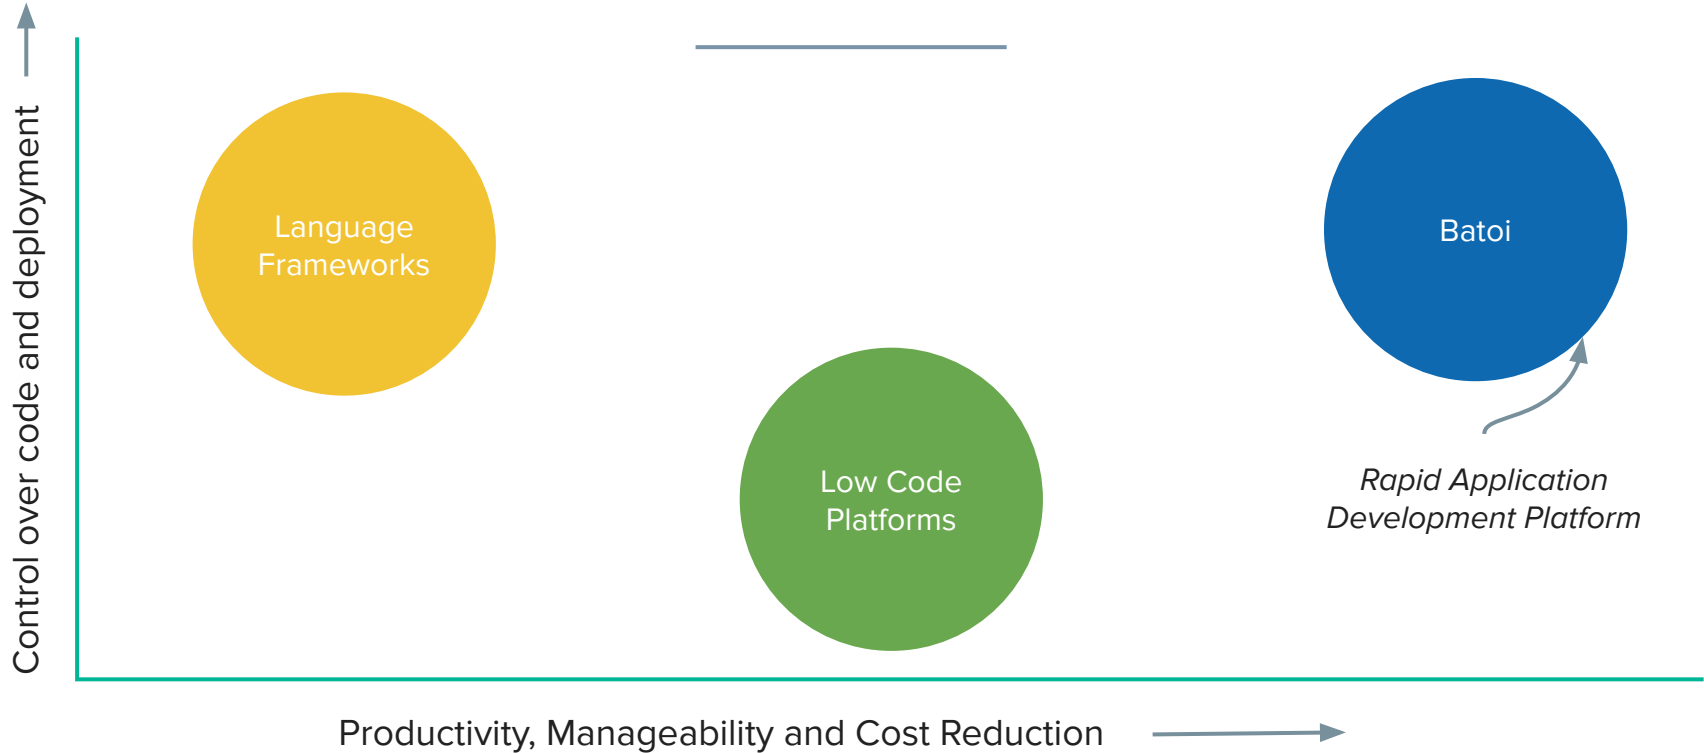 Control over code and deployment
Language
Frameworks
Batoi
Low Code
Platforms
Rapid Application
Development Platform
Productivity, Manageability and Cost Reduction